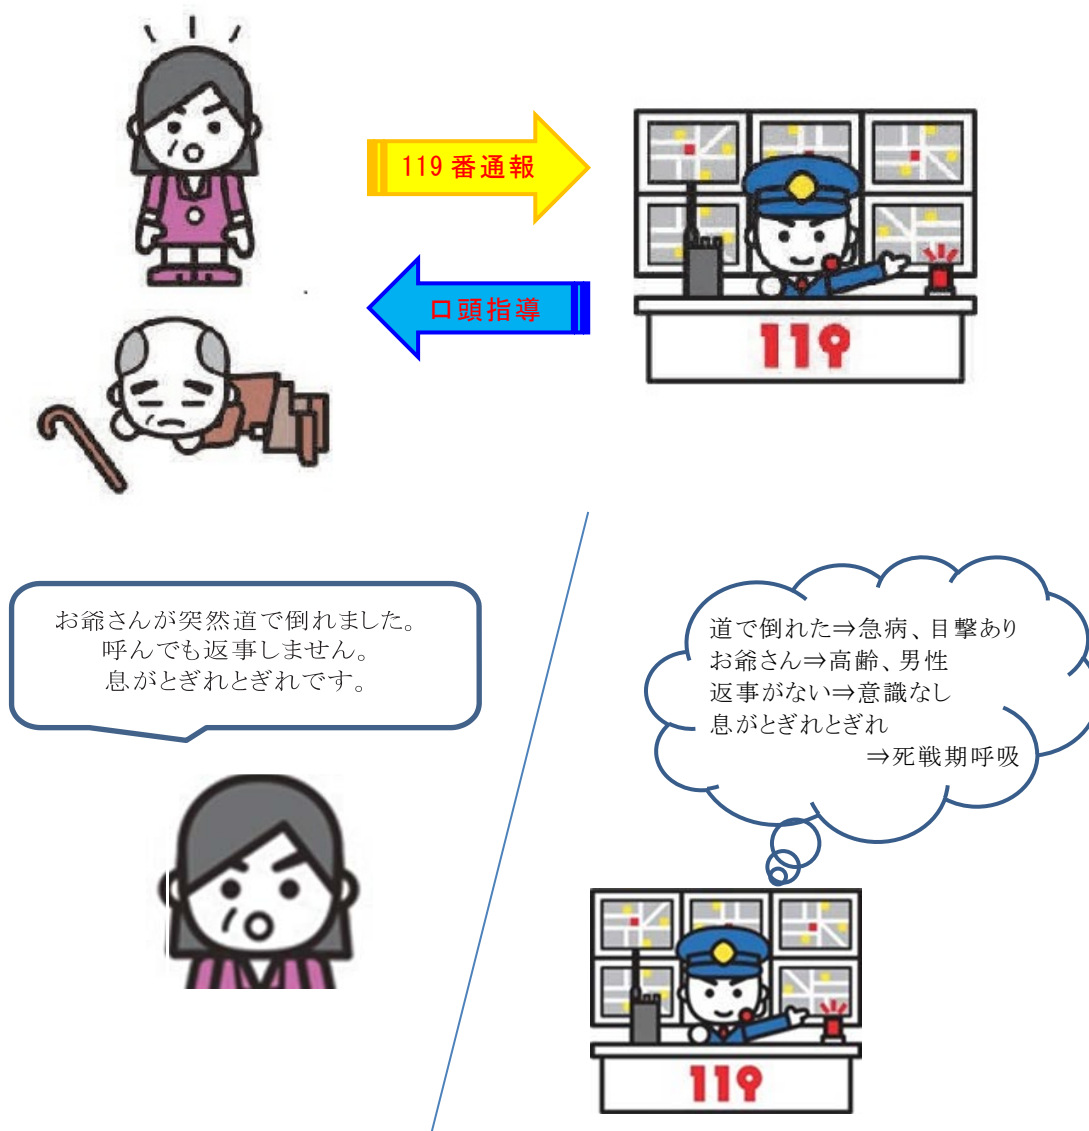 119番通報
口頭指導
119
お爺さんが突然道で倒れました。
呼んでも返事しません。
息がとぎれとぎれです。
道で倒れた⇒急病、目撃あり
お爺さん⇒高齢、男性
返事がない⇒意識なし
息がとぎれとぎれ
⇒死戦期呼吸
119